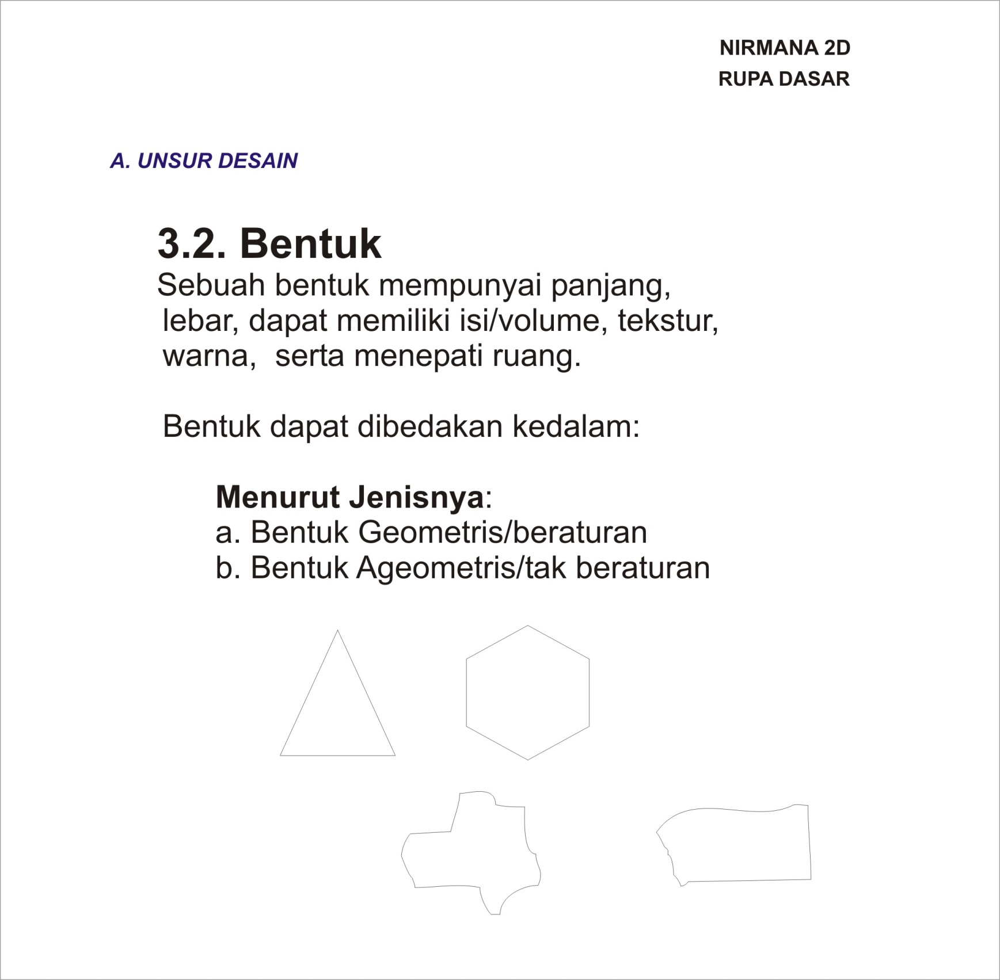 NIRMANA 2D
RUPA DASAR
A. UNSUR DESAIN
3.2. Bentuk
Sebuah bentuk mempunyai panjang,
lebar, dapat memiliki isi/volume, tekstur,
warna,  serta menepati ruang.
Bentuk dapat dibedakan kedalam:
Menurut Jenisnya:
a. Bentuk Geometris/beraturan
b. Bentuk Ageometris/tak beraturan